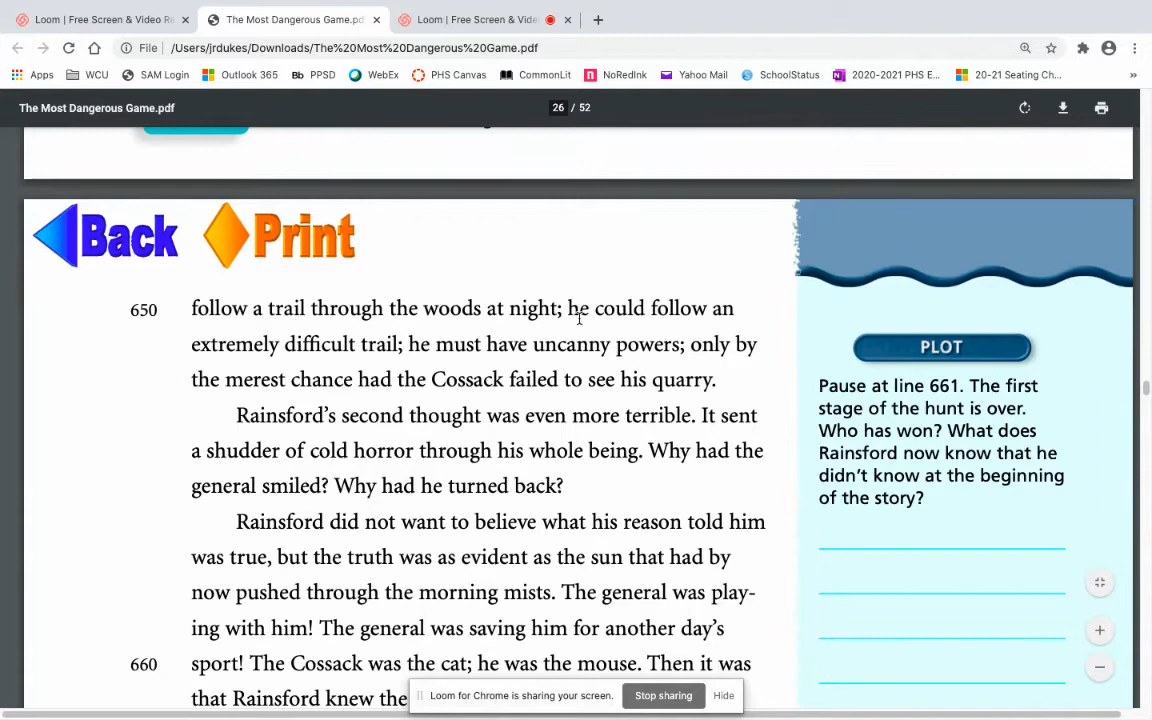 Loom | Free Screen & Video Re
The Most Dangerous Game.pd
Loom | Free Screen & Vide
File
/Users/jrdukes/Downloads/The%20Most%20Dangerous%20Game.pdf
Apps
WCU
SAM Login
Outlook 365
Bb PPSD
WebEx
PHS Canvas
CommonLit
NoRedInk
Yahoo Mail
SchoolStatus
2020-2021 PHS E...
20-21 Seating Ch...
The Most Dangerous Game.pdf
26 / 52
Back
Print
650 follow a trail through the woods at night; he could follow an
extremely difficult trail; he must have uncanny powers; only by
the merest chance had the Cossack failed to see his quarry.
Rainsford's second thought was even more terrible. It sent
a shudder of cold horror through his whole being. Why had the
general smiled? Why had he turned back?
Rainsford did not want to believe what his reason told him
was true, but the truth was as evident as the sun that had by
now pushed through the morning mists. The general was play-
ing with him! The general was saving him for another day's
660 sport! The Cossack was the cat; he was the mouse. Then it was
that Rainsford knew the
PLOT
Pause at line 661. The first
stage of the hunt is over.
Who has won? What does
Rainsford now know that he
didn't know at the beginning
of the story?
Loom for Chrome is sharing your screen.
Stop sharing
Hide